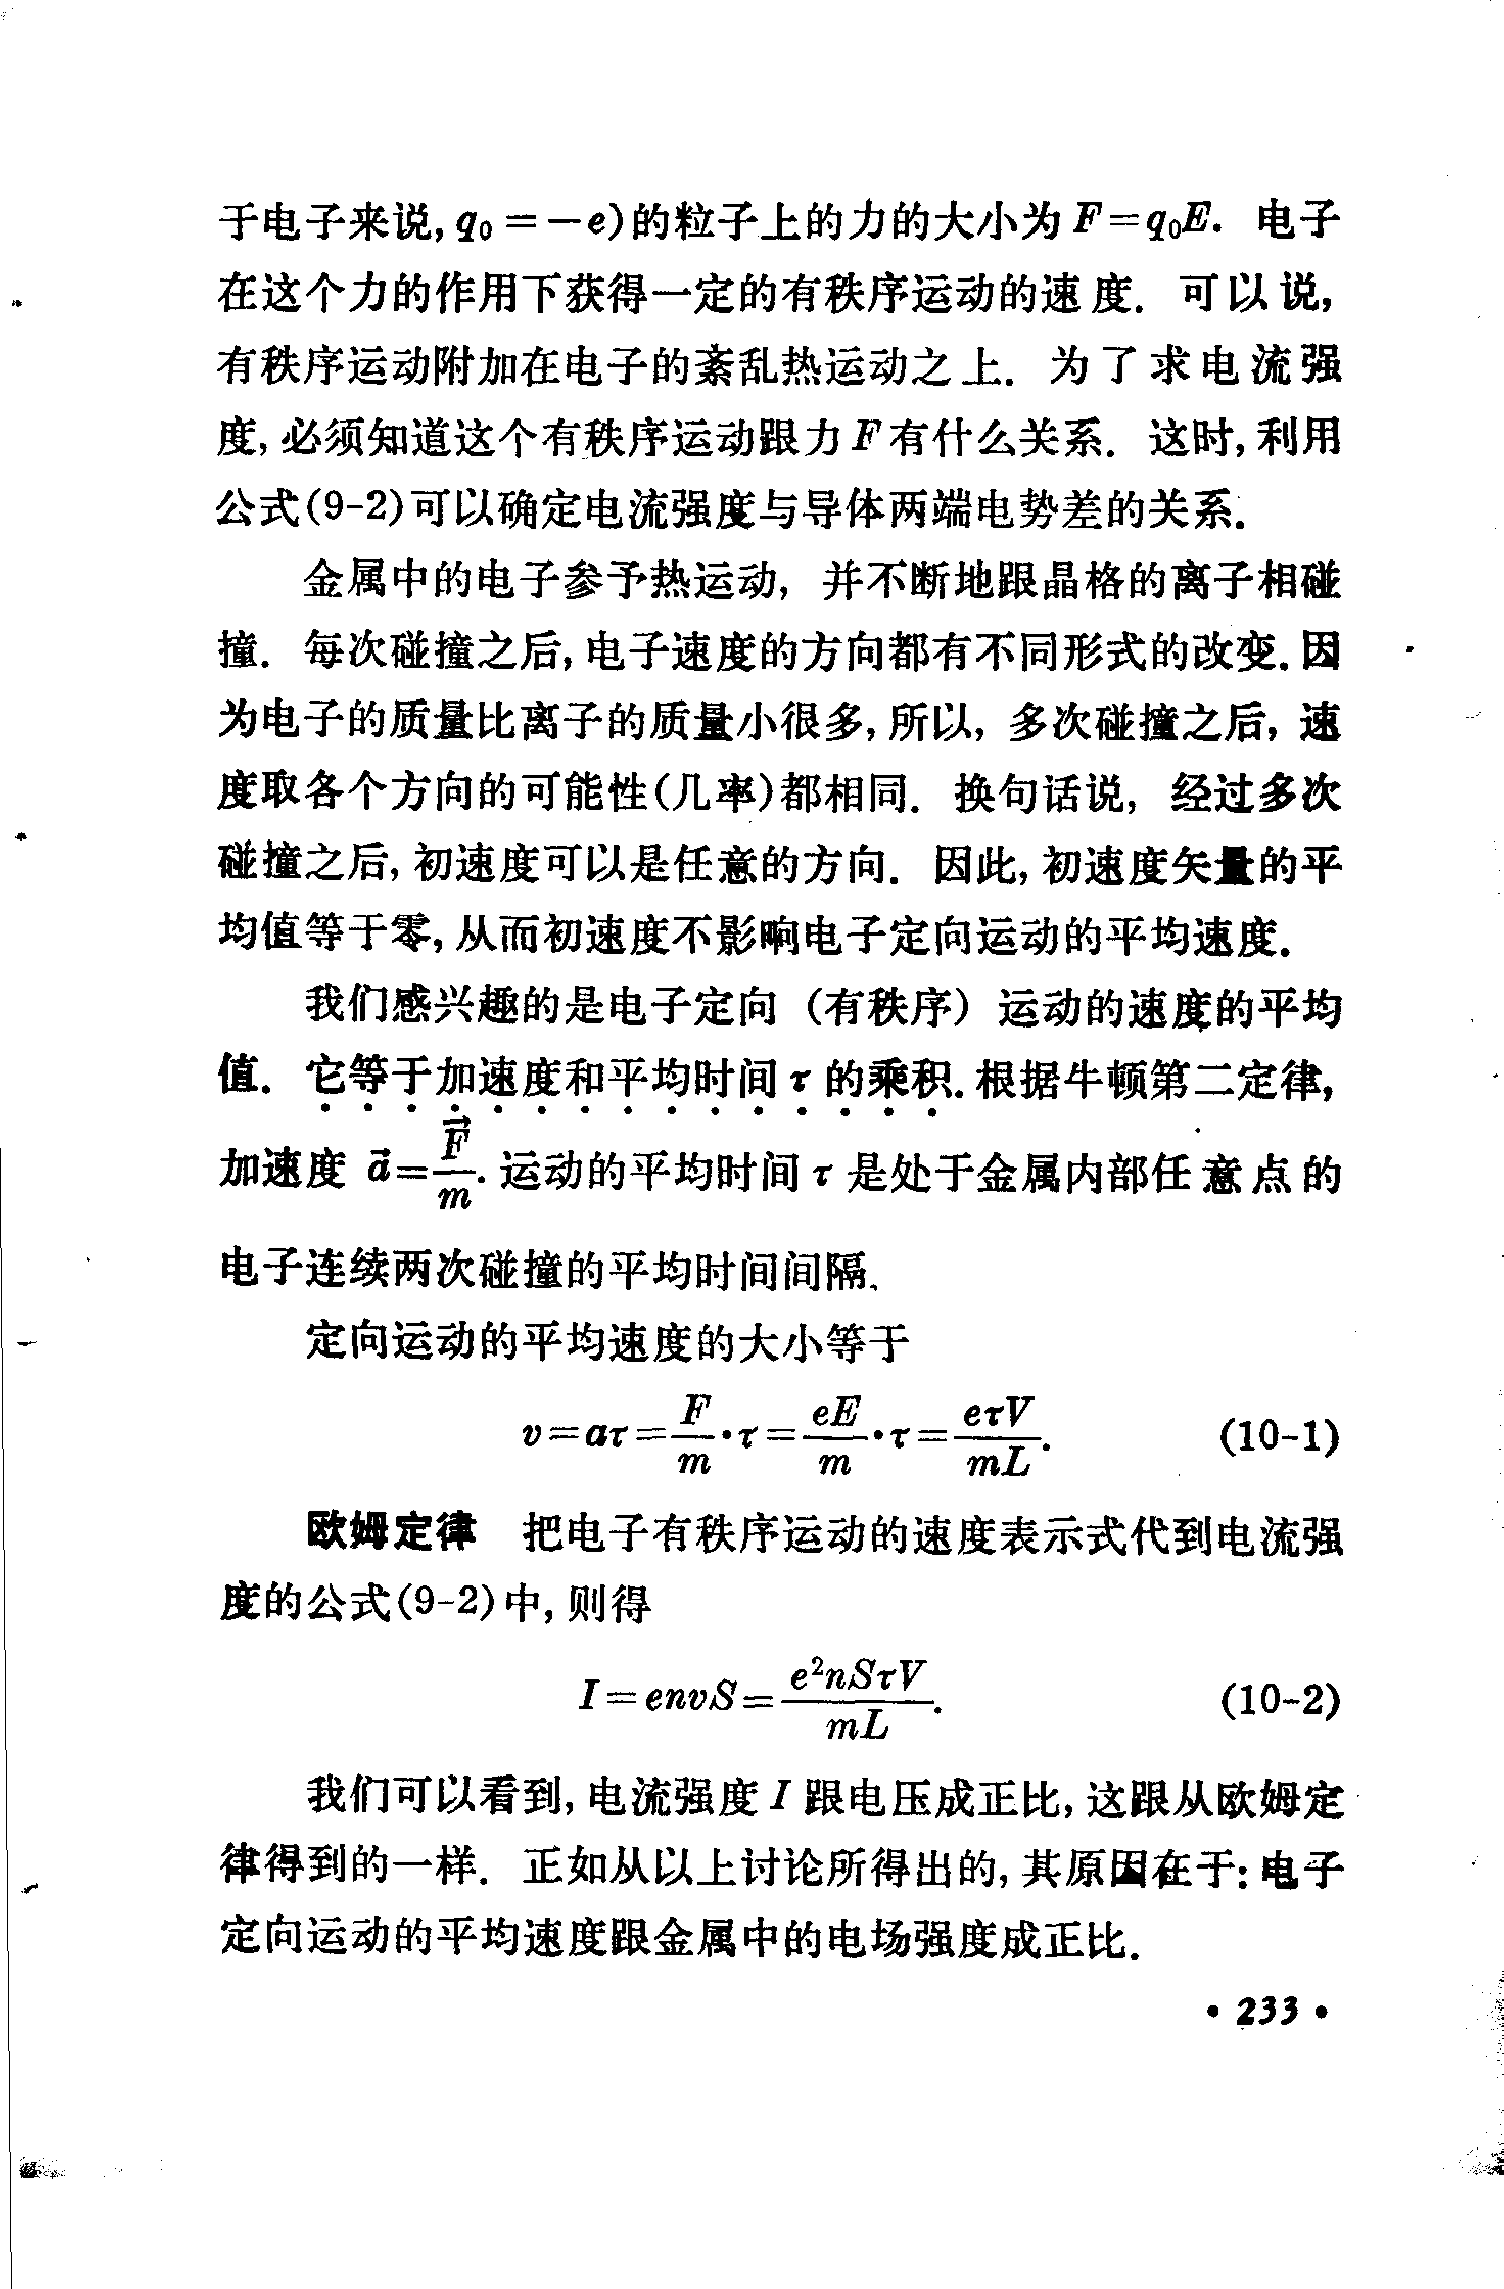 于电子来说, q₀ = －e)的粒子上的力的大小为 F＝q₀E. 电子
在这个力的作用下获得一定的有秩序运动的速度. 可以说,
有秩序运动附加在电子的紊乱热运动之上. 为了求电流强
度, 必须知道这个有秩序运动跟力 F 有什么关系. 这时, 利用
公式(9-2)可以确定电流强度与导体两端电势差的关系.
金属中的电子参予热运动, 并不断地跟晶格的离子相碰
撞. 每次碰撞之后, 电子速度的方向都有不同形式的改变. 因
为电子的质量比离子的质量小很多, 所以, 多次碰撞之后, 速
度取各个方向的可能性(几率)都相同. 换句话说, 经过多次
碰撞之后, 初速度可以是任意的方向. 因此, 初速度矢量的平
均值等于零, 从而初速度不影响电子定向运动的平均速度.
我们感兴趣的是电子定向 (有秩序) 运动的速度的平均
值. 它等于加速度和平均时间 τ 的乘积. 根据牛顿第二定律,
加速度 a⃗＝F⃗/m. 运动的平均时间 τ 是处于金属内部任意点的
电子连续两次碰撞的平均时间间隔.
定向运动的平均速度的大小等于
v＝aτ＝F/m·τ＝eE/m·τ＝eτV/mL. (10-1)
欧姆定律 把电子有秩序运动的速度表示式代到电流强
度的公式(9-2)中, 则得
I＝envS＝e²nSτV/mL. (10-2)
我们可以看到, 电流强度 I 跟电压成正比, 这跟从欧姆定
律得到的一样. 正如从以上讨论所得出的, 其原因在于: 电子
定向运动的平均速度跟金属中的电场强度成正比.
• 233 •